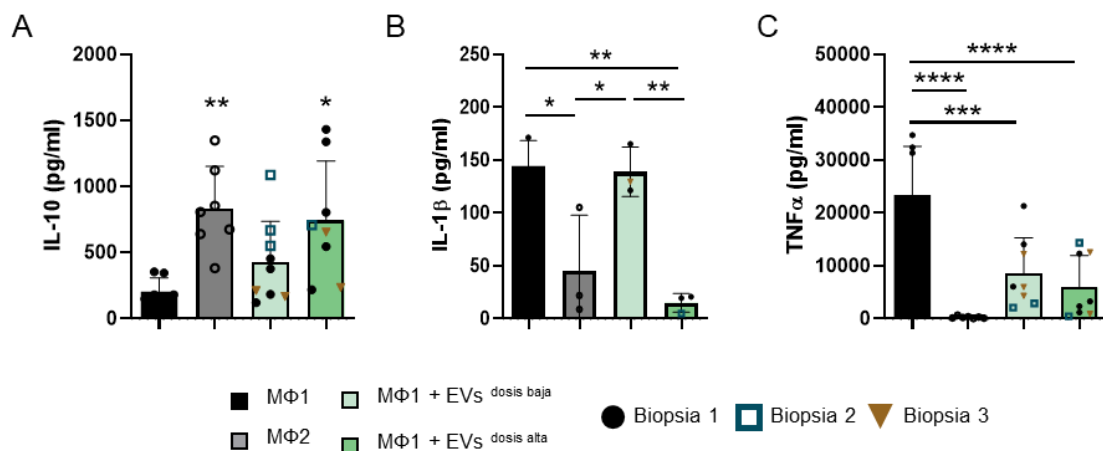 A
IL-10 (pg/ml)
2000
1500
1000
500
0
**
*
B
IL-1β (pg/ml)
250
200
150
100
50
0
**
*
*
**
C
TNFα (pg/ml)
50000
40000
30000
20000
10000
0
****
****
***
MΦ1
MΦ1 + EVs dosis baja
MΦ2
MΦ1 + EVs dosis alta
Biopsia 1
Biopsia 2
Biopsia 3